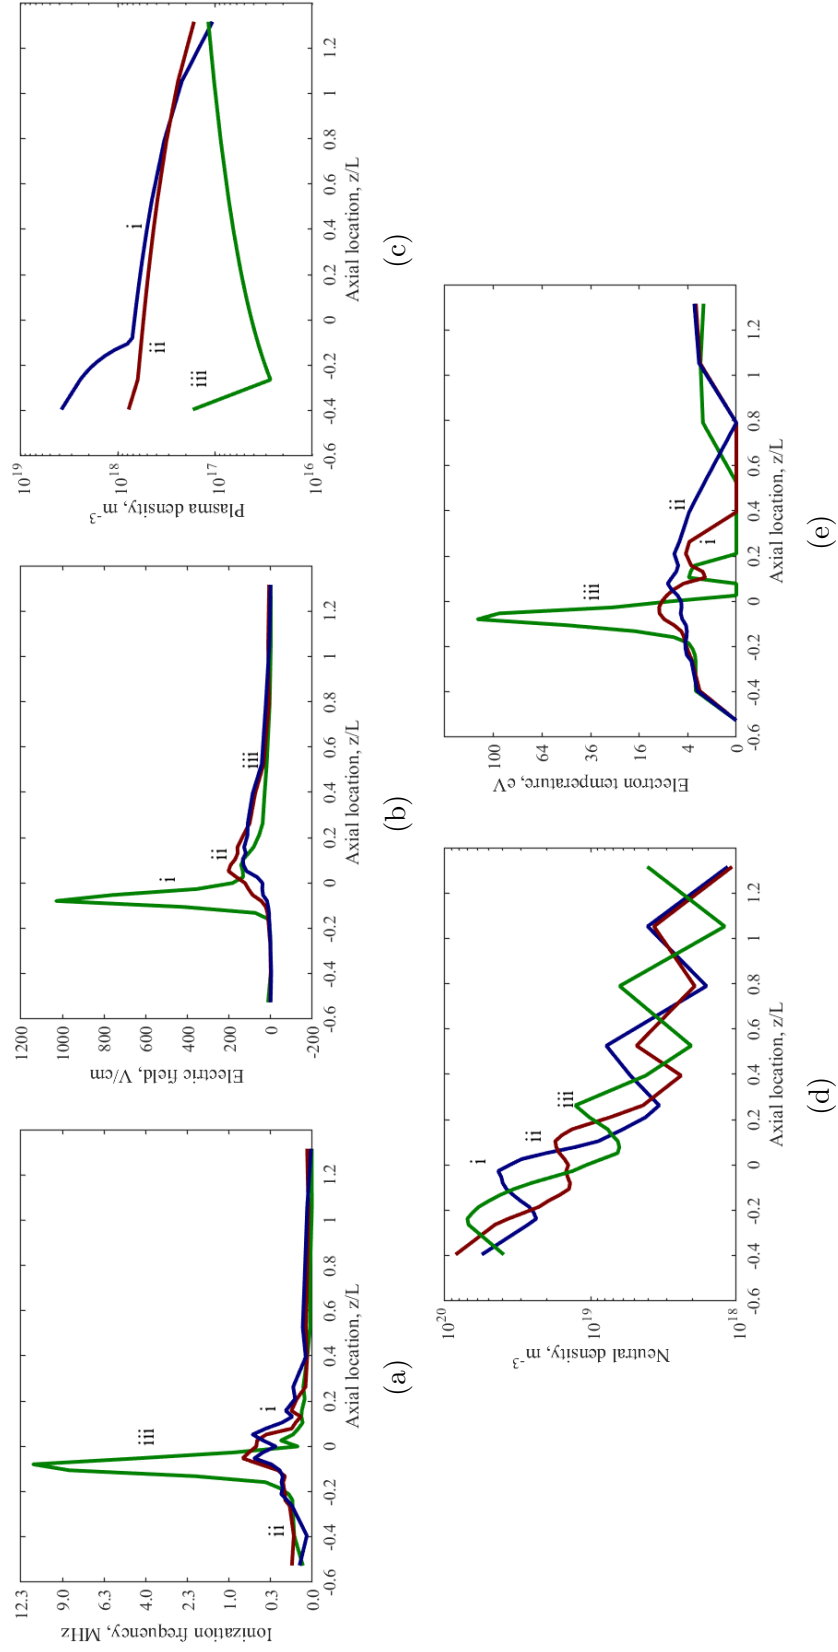 12.3
9.0
6.3
4.0
2.3
1.0
0.3
0.0
Ionization frequency, MHz
iii
i
ii
-0.6 -0.4 -0.2 0 0.2 0.4 0.6 0.8 1 1.2
Axial location, z/L
(a)
1200
1000
800
600
400
200
0
-200
Electric field, V/cm
i
ii
iii
-0.6 -0.4 -0.2 0 0.2 0.4 0.6 0.8 1 1.2
Axial location, z/L
(b)
10^19
10^18
10^17
10^16
Plasma density, m^-3
i
ii
iii
-0.6 -0.4 -0.2 0 0.2 0.4 0.6 0.8 1 1.2
Axial location, z/L
(c)
10^20
10^19
10^18
Neutral density, m^-3
i
ii
iii
-0.6 -0.4 -0.2 0 0.2 0.4 0.6 0.8 1 1.2
Axial location, z/L
(d)
100
64
36
16
4
0
Electron temperature, eV
iii
ii
i
-0.6 -0.4 -0.2 0 0.2 0.4 0.6 0.8 1 1.2
Axial location, z/L
(e)